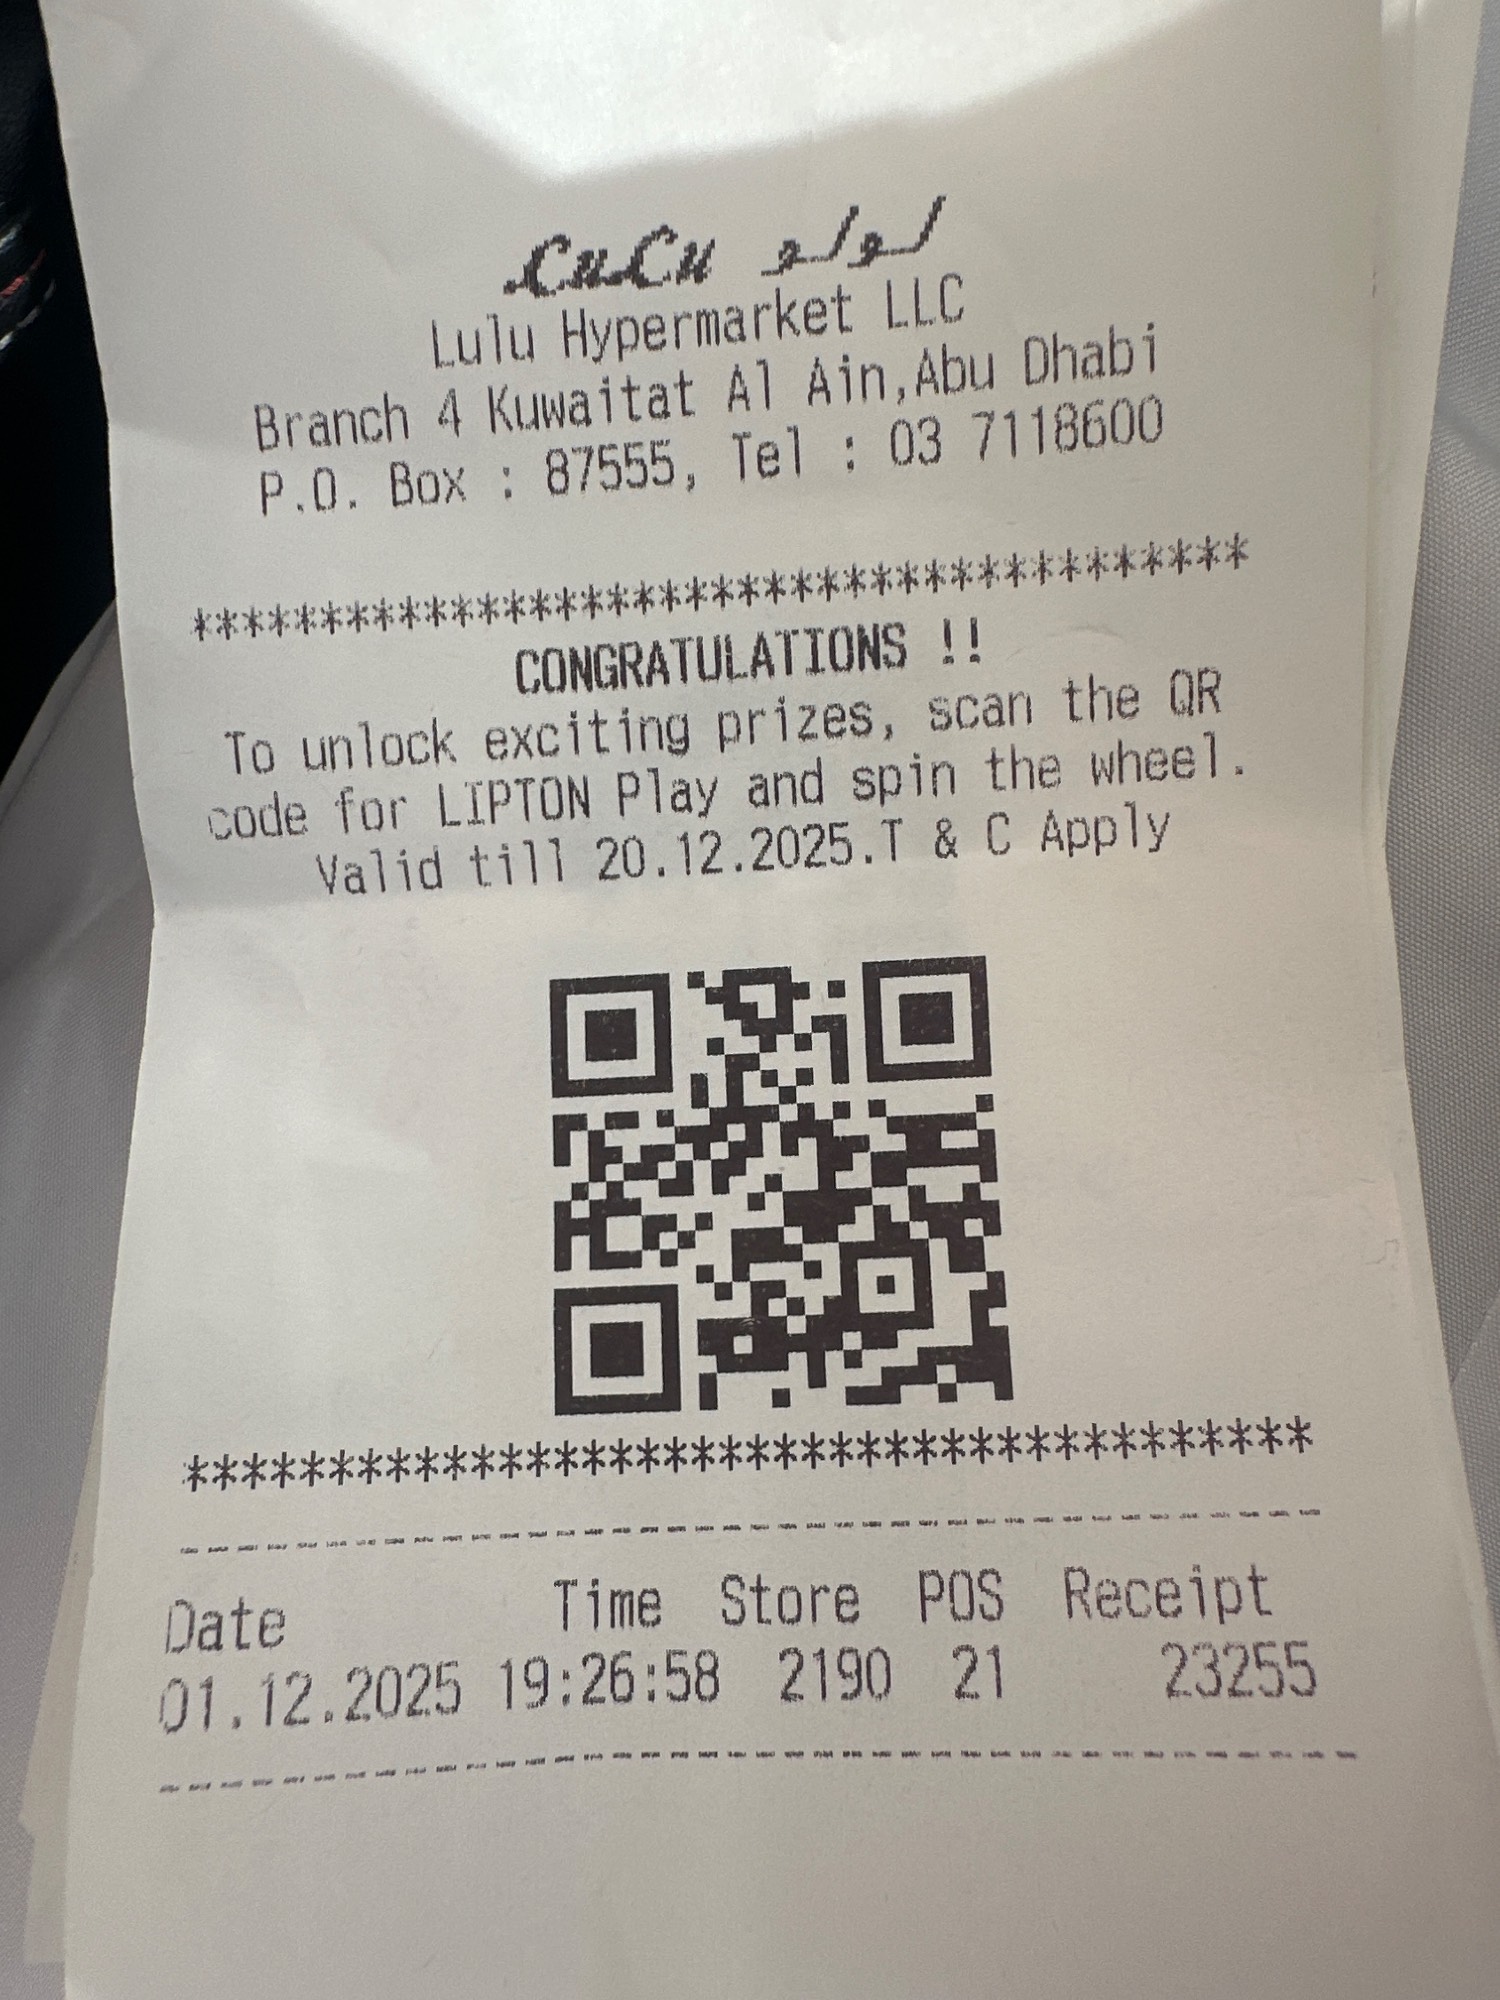 LuLu لولو
Lulu Hypermarket LLC
Branch 4 Kuwaitat Al Ain,Abu Dhabi
P.O. Box : 87555, Tel : 03 7118600
***************************************
CONGRATULATIONS !!
To unlock exciting prizes, scan the QR
code for LIPTON Play and spin the wheel.
Valid till 20.12.2025.T & C Apply
***************************************
----------------------------------------
Date Time Store POS Receipt
01.12.2025 19:26:58 2190 21 23255
----------------------------------------